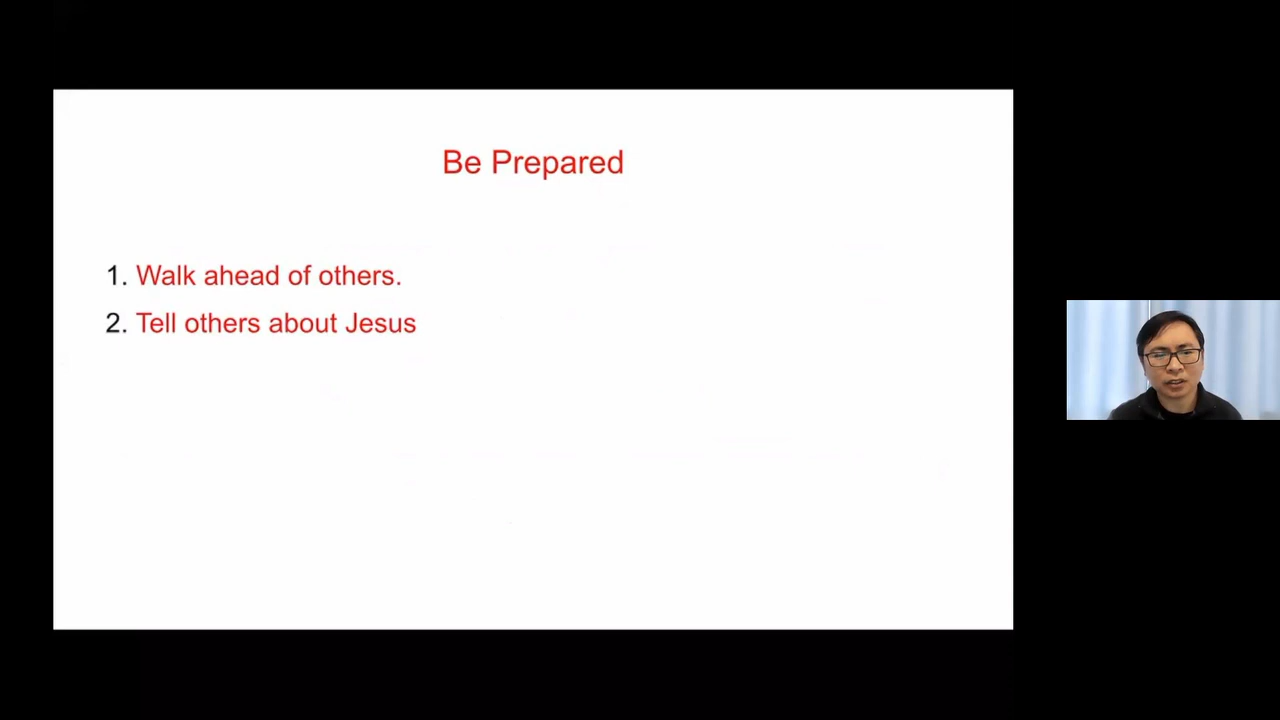 Be Prepared
1. Walk ahead of others.
2. Tell others about Jesus